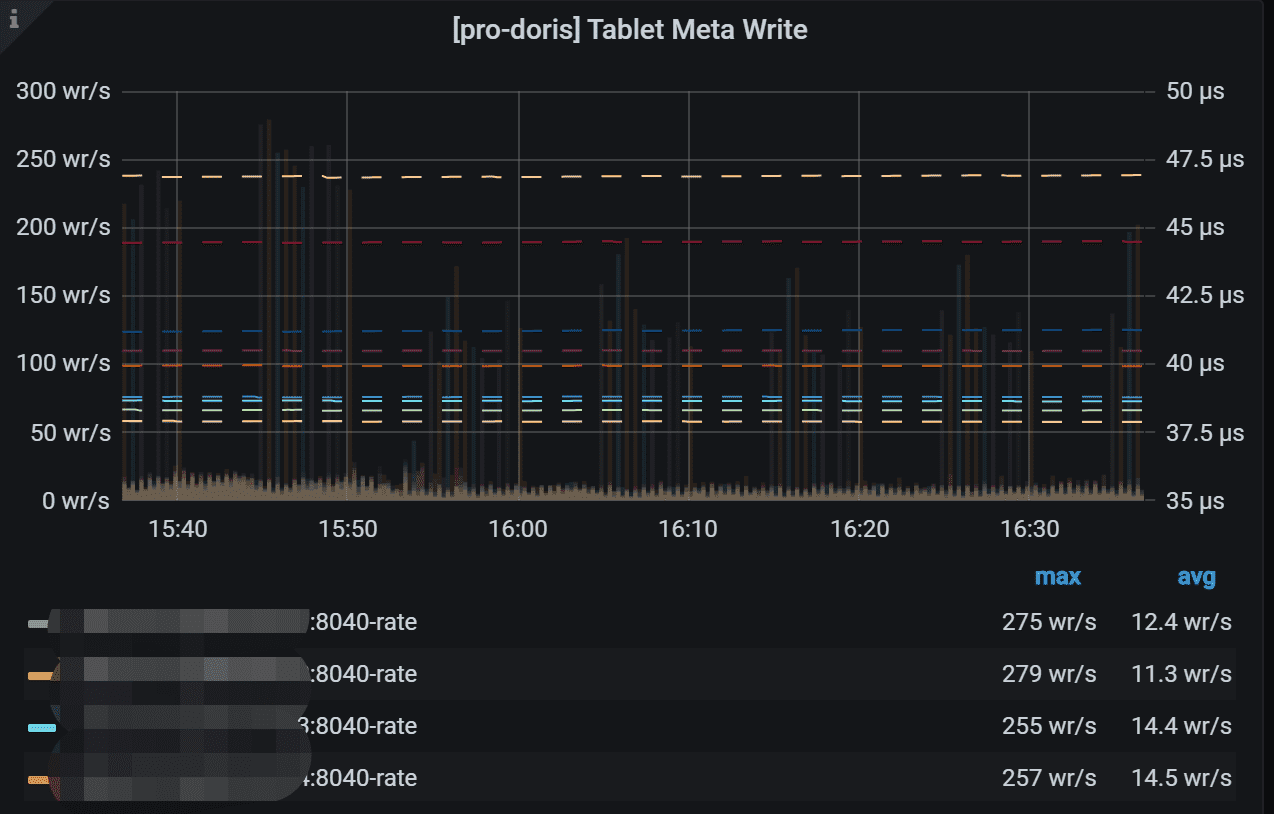 [pro-doris] Tablet Meta Write
300 wr/s 50 µs
250 wr/s 47.5 µs
200 wr/s 45 µs
150 wr/s 42.5 µs
100 wr/s 40 µs
50 wr/s 37.5 µs
0 wr/s 35 µs
15:40 15:50 16:00 16:10 16:20 16:30
max avg
:8040-rate 275 wr/s 12.4 wr/s
:8040-rate 279 wr/s 11.3 wr/s
3:8040-rate 255 wr/s 14.4 wr/s
4:8040-rate 257 wr/s 14.5 wr/s